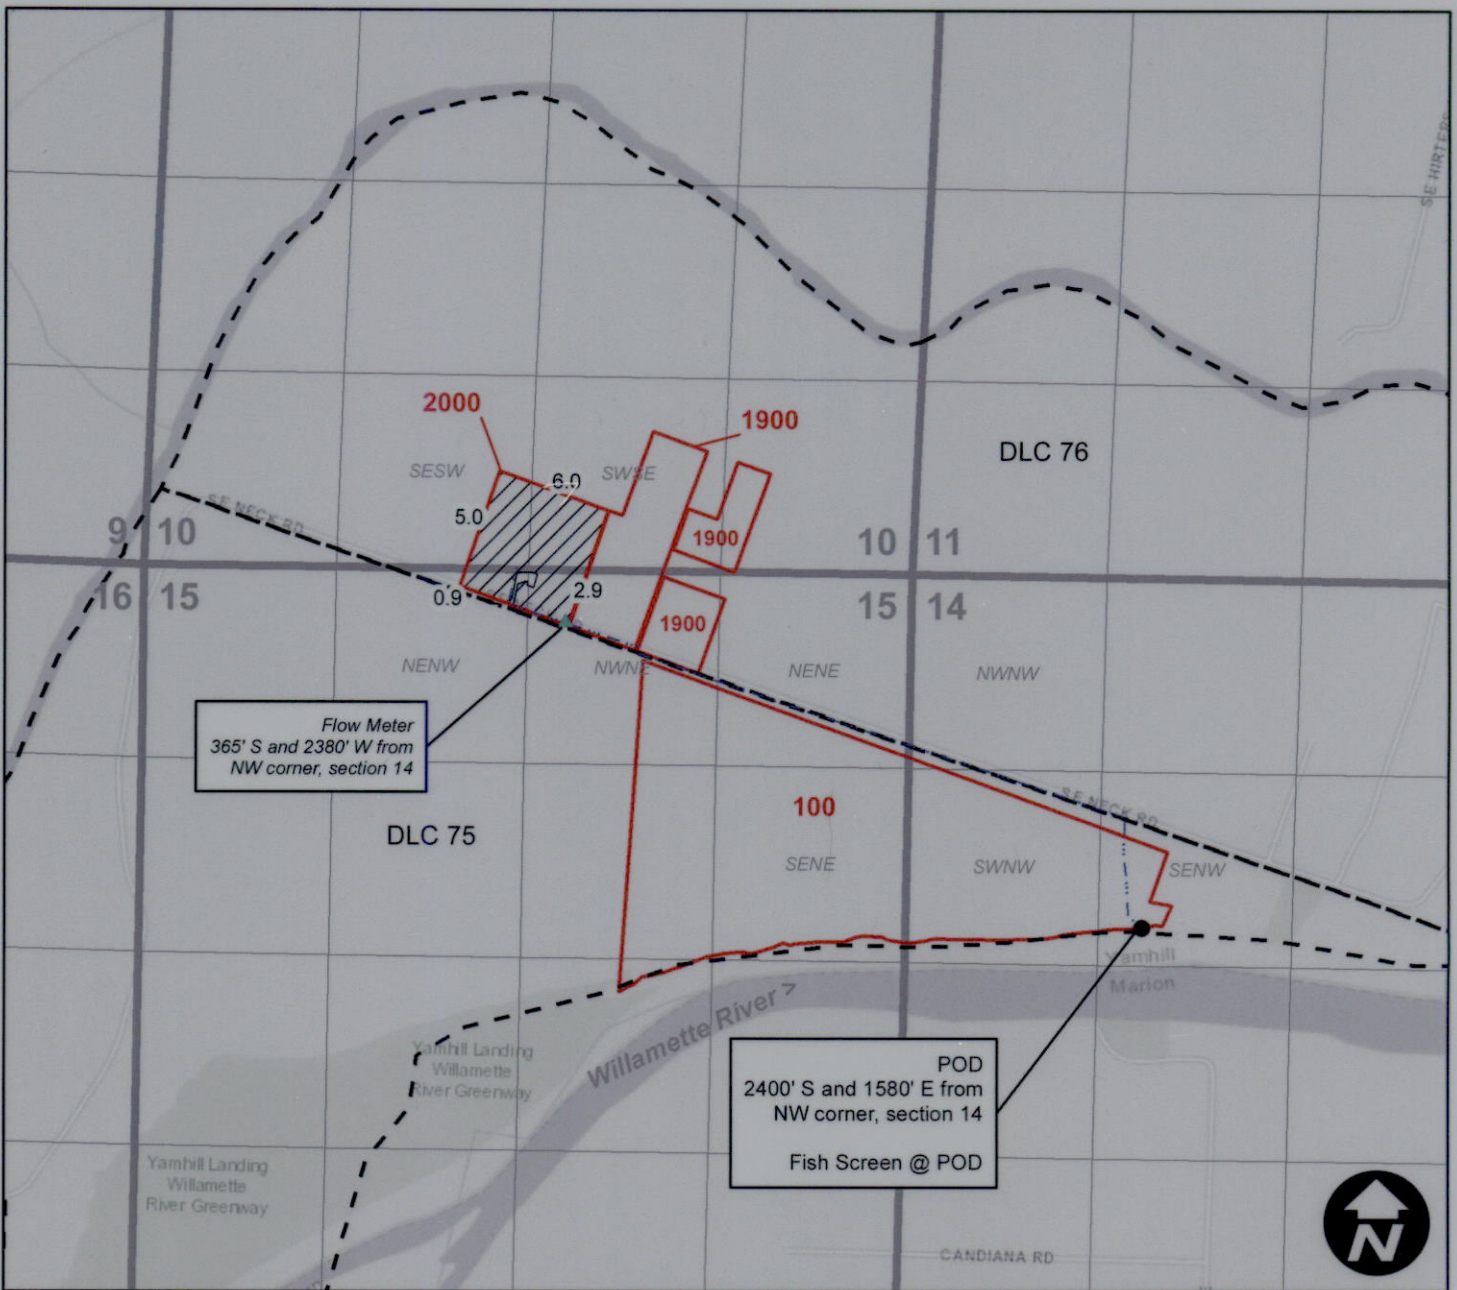 SE HIRTER
2000
1900
DLC 76
SESW
6.0
SWSE
5.0
SE NECK RD
1900
9 10
10 11
16 15
15 14
0.9
2.9
1900
NENW
NWNE
NENE
NWNW
Flow Meter
365' S and 2380' W from
NW corner, section 14
100
SE NECK RD
DLC 75
SENE
SWNW
SENW
Yamhill
Marion
Willamette River >
Yamhill Landing
Willamette
River Greenway
POD
2400' S and 1580' E from
NW corner, section 14
Fish Screen @ POD
Yamhill Landing
Willamette
River Greenway
CANDIANA RD
N